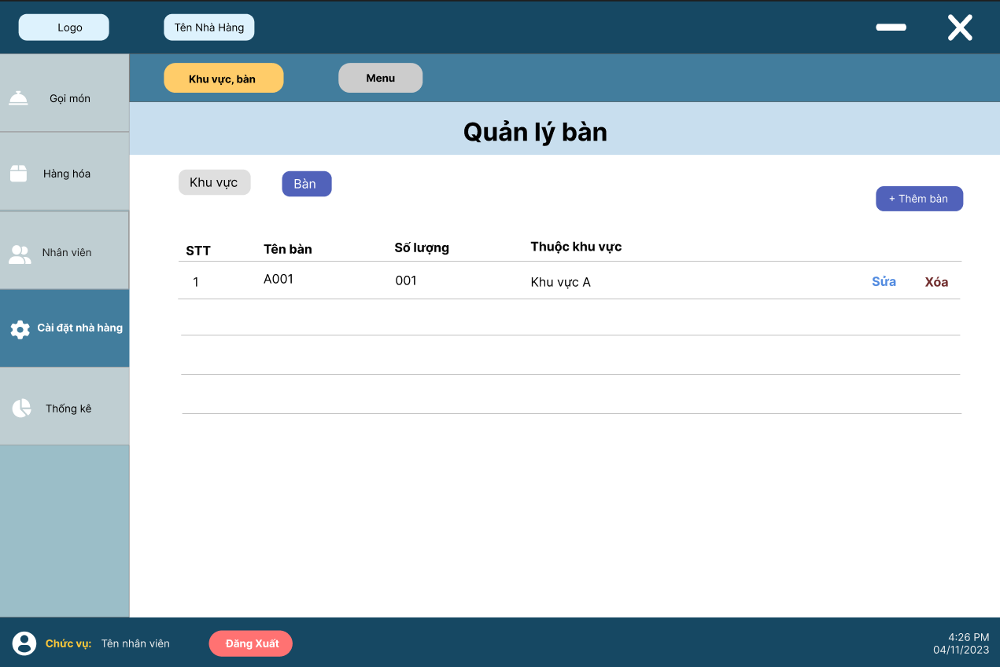 Logo
Tên Nhà Hàng
Khu vực, bàn
Menu
Gọi món
Hàng hóa
Nhân viên
Cài đặt nhà hàng
Thống kê
Quản lý bàn
Khu vực
Bàn
+ Thêm bàn
STT Tên bàn Số lượng Thuộc khu vực
1 A001 001 Khu vực A Sửa Xóa
Chức vụ: Tên nhân viên
Đăng Xuất
4:26 PM
04/11/2023